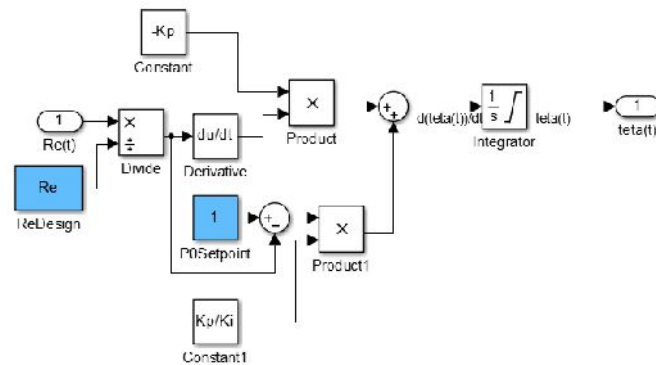 -Kp
Constant
×
Product
1
Rc(t)
×
÷
Divide
du/dt
Derivative
Re
ReDesign
1
P0Setpoint
+
−
×
Product1
Kp/Ki
Constant1
+
+
d(teta(t))/dt
1
s
Integrator
teta(t)
1
teta(t)